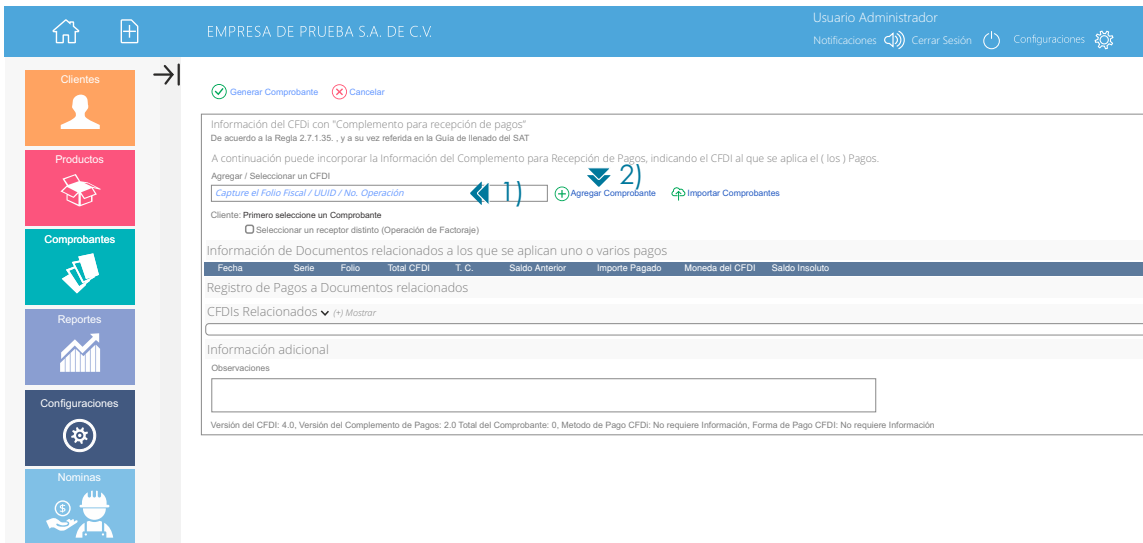 EMPRESA DE PRUEBA S.A. DE C.V.
Usuario Administrador
Notificaciones Cerrar Sesión Configuraciones
Clientes
Productos
Comprobantes
Reportes
Configuraciones
Nominas
Generar Comprobante Cancelar
Información del CFDi con "Complemento para recepción de pagos"
De acuerdo a la Regla 2.7.1.35. , y a su vez referida en la Guía de llenado del SAT
A continuación puede incorporar la Información del Complemento para Recepción de Pagos, indicando el CFDI al que se aplica el ( los ) Pagos.
Agregar / Seleccionar un CFDI
Capture el Folio Fiscal / UUID / No. Operación 1) 2) Agregar Comprobante Importar Comprobantes
Cliente: Primero seleccione un Comprobante
Seleccionar un receptor distinto (Operación de Factoraje)
Información de Documentos relacionados a los que se aplican uno o varios pagos
Fecha Serie Folio Total CFDI T. C. Saldo Anterior Importe Pagado Moneda del CFDI Saldo Insoluto
Registro de Pagos a Documentos relacionados
CFDIs Relacionados (+) Mostrar
Información adicional
Observaciones
Versión del CFDI: 4.0, Versión del Complemento de Pagos: 2.0 Total del Comprobante: 0, Metodo de Pago CFDi: No requiere Información, Forma de Pago CFDI: No requiere Información